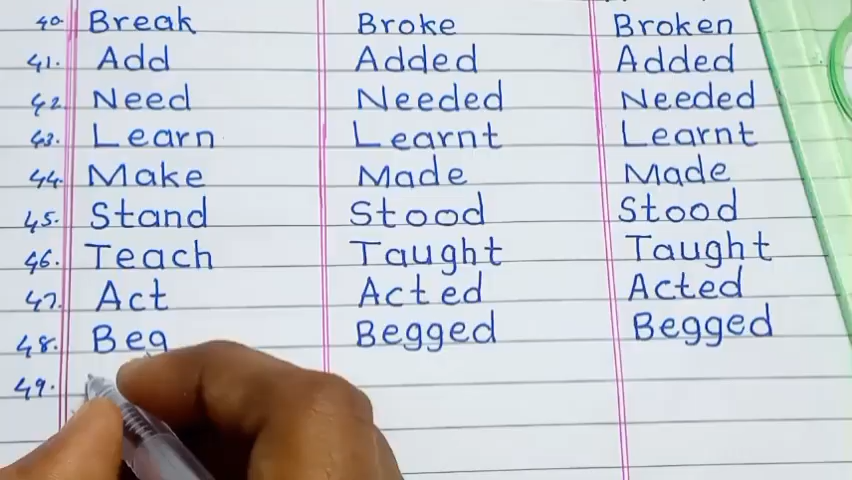 40. Break Broke Broken
41. Add Added Added
42. Need Needed Needed
43. Learn Learnt Learnt
44. Make Made Made
45. Stand Stood Stood
46. Teach Taught Taught
47. Act Acted Acted
48. Beg Begged Begged
49.